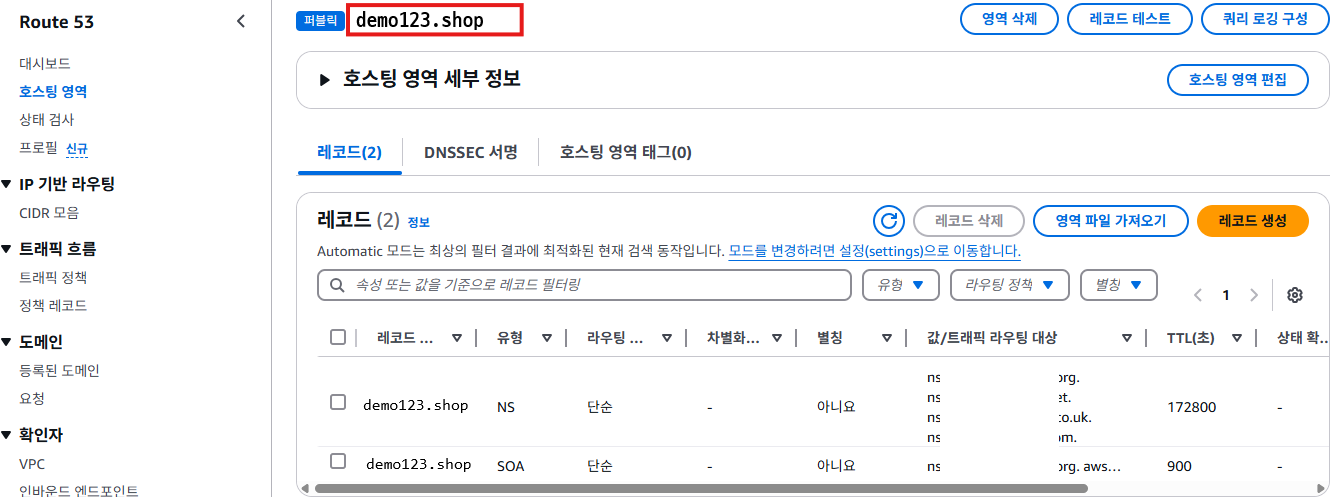 Route 53
대시보드
호스팅 영역
상태 검사
프로필 신규
IP 기반 라우팅
CIDR 모음
트래픽 흐름
트래픽 정책
정책 레코드
도메인
등록된 도메인
요청
확인자
VPC
인바운드 엔드포인트
퍼블릭 demo123.shop
영역 삭제 레코드 테스트 쿼리 로깅 구성
호스팅 영역 세부 정보 호스팅 영역 편집
레코드(2) DNSSEC 서명 호스팅 영역 태그(0)
레코드 (2) 정보 레코드 삭제 영역 파일 가져오기 레코드 생성
Automatic 모드는 최상의 필터 결과에 최적화된 현재 검색 동작입니다. 모드를 변경하려면 설정(settings)으로 이동합니다.
속성 또는 값을 기준으로 레코드 필터링 유형 라우팅 정책 별칭 1
레코드 ... 유형 라우팅 ... 차별화... 별칭 값/트래픽 라우팅 대상 TTL(초) 상태 확...
demo123.shop NS 단순 - 아니요 172800 -
ns org.
ns et.
ns co.uk.
ns om.
demo123.shop SOA 단순 - 아니요 ns org. aws... 900 -